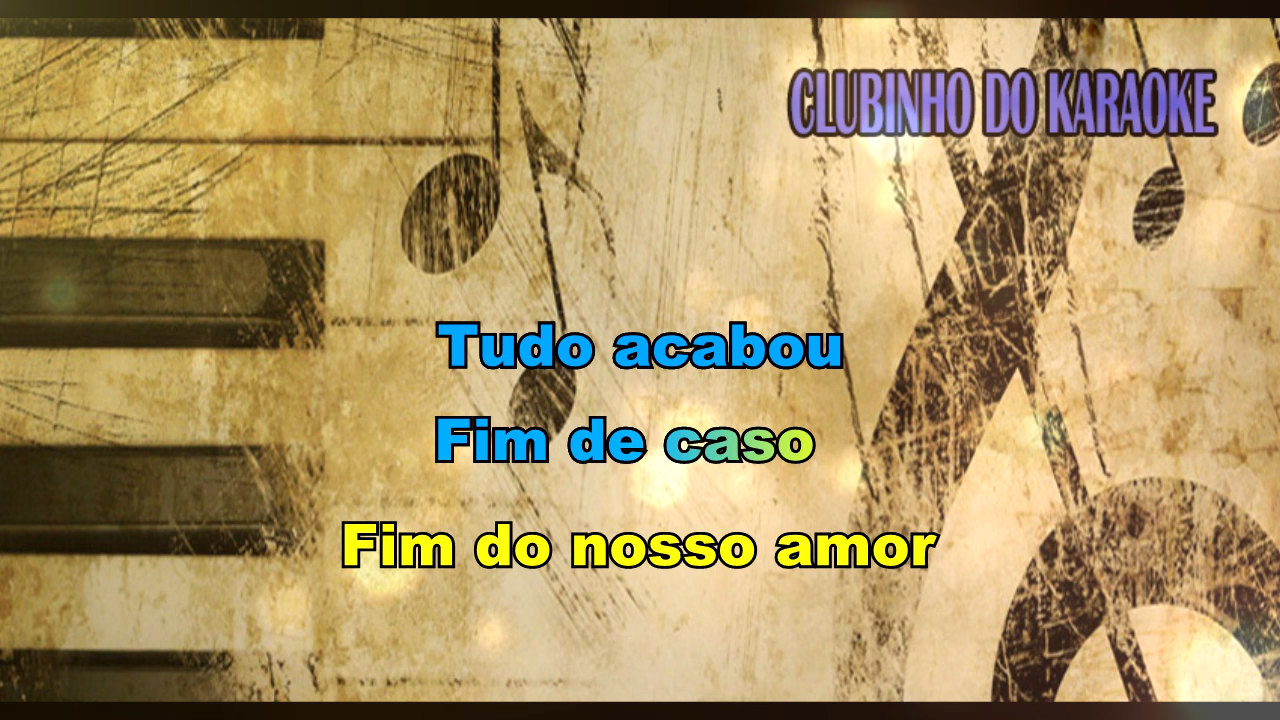 CLUBINHO DO KARAOKE
Tudo acabou
Fim de caso
Fim do nosso amor